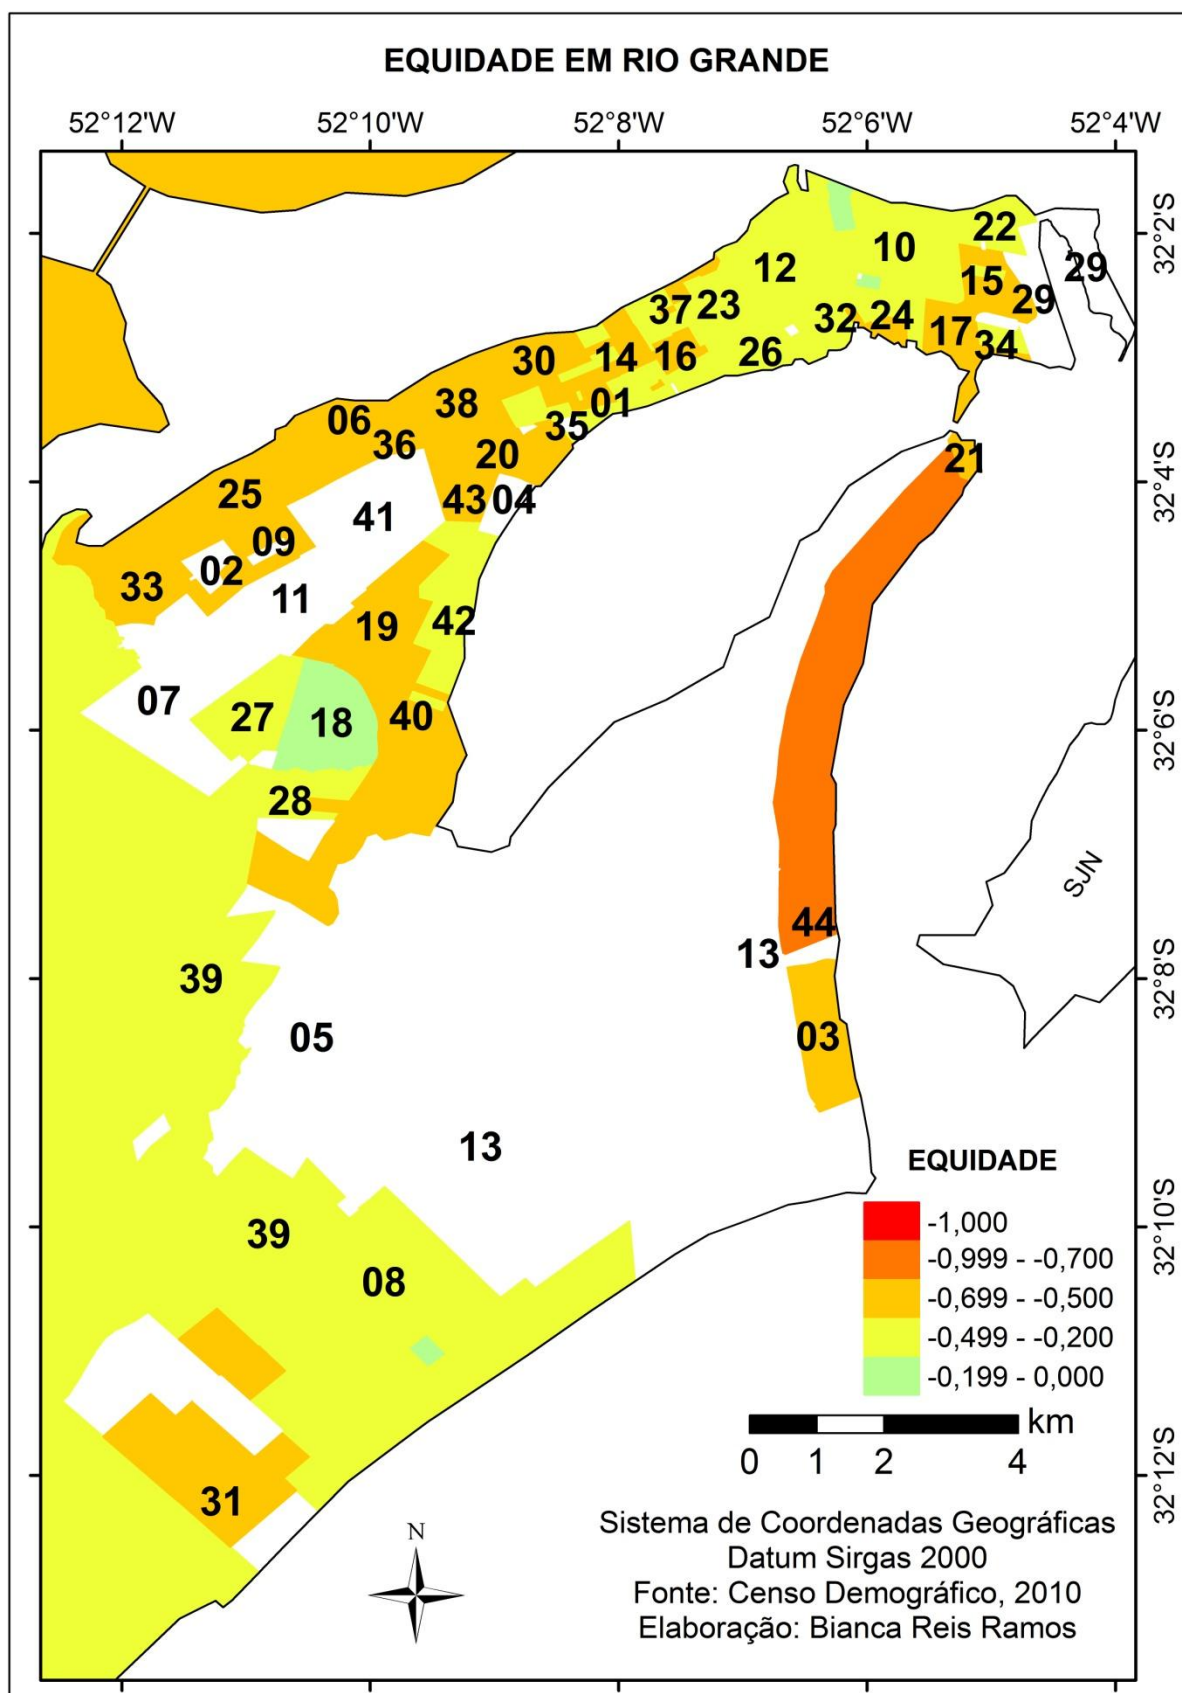 EQUIDADE EM RIO GRANDE
52°12'W 52°10'W 52°8'W 52°6'W 52°4'W
32°2'S
22
10
29
12
15
29
37 23
32 24
17
34
30
14 16
26
38
01
06
35
36
20
21
25
43 04
41
09
02
33
11
32°4'S
19
42
07
27 18
40
32°6'S
28
SJN
44
13
39
32°8'S
05
03
13
EQUIDADE
39
32°10'S
-1,000
08
-0,999 - -0,700
-0,699 - -0,500
-0,499 - -0,200
-0,199 - 0,000
km
0 1 2 4
32°12'S
31
N
Sistema de Coordenadas Geográficas
Datum Sirgas 2000
Fonte: Censo Demográfico, 2010
Elaboração: Bianca Reis Ramos